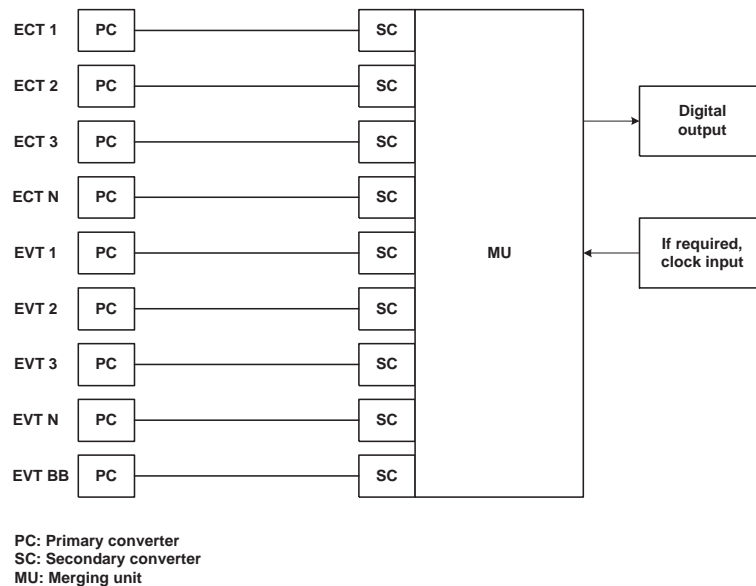 ECT 1 PC SC
ECT 2 PC SC
Digital
output
ECT 3 PC SC
ECT N PC SC
If required,
clock input
EVT 1 PC SC MU
EVT 2 PC SC
EVT 3 PC SC
EVT N PC SC
EVT BB PC SC
PC: Primary converter
SC: Secondary converter
MU: Merging unit